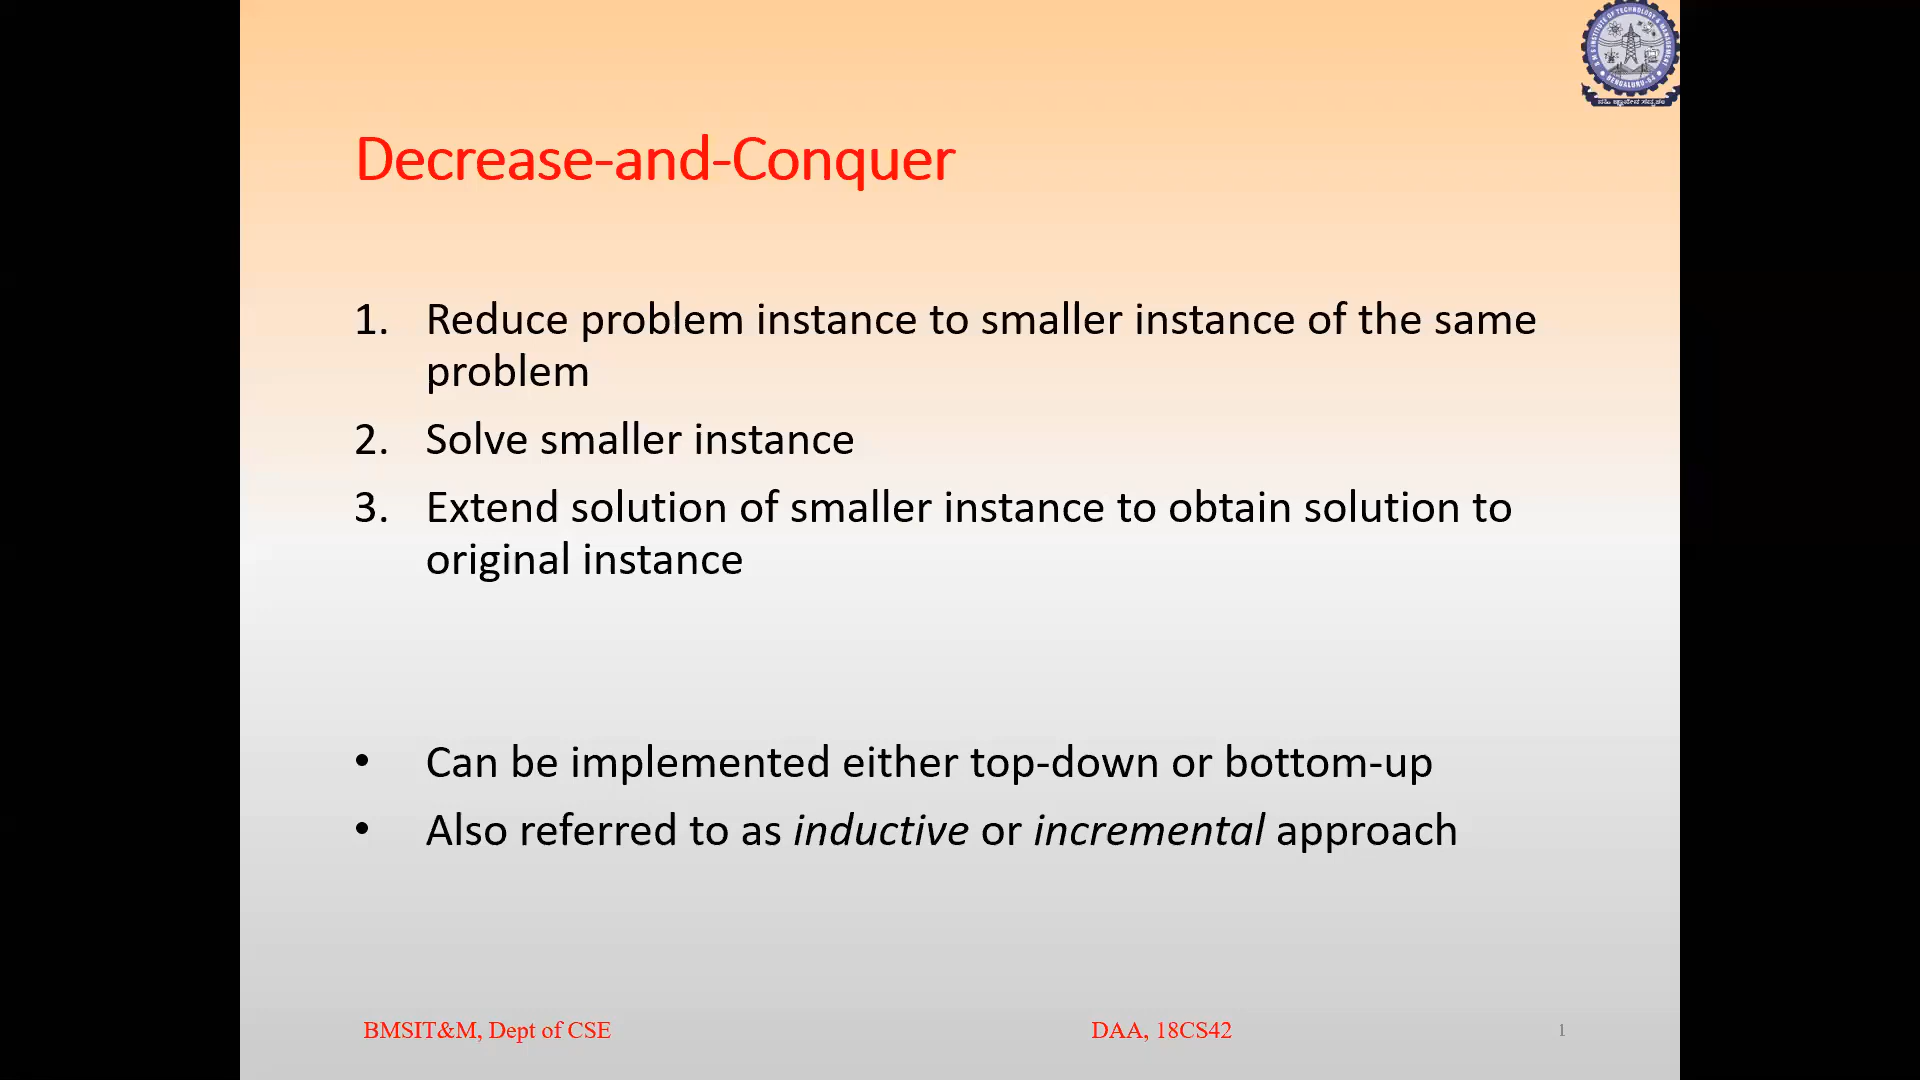 Decrease-and-Conquer
1. Reduce problem instance to smaller instance of the same
problem
2. Solve smaller instance
3. Extend solution of smaller instance to obtain solution to
original instance
• Can be implemented either top-down or bottom-up
• Also referred to as inductive or incremental approach
BMSIT&M, Dept of CSE
DAA, 18CS42
1